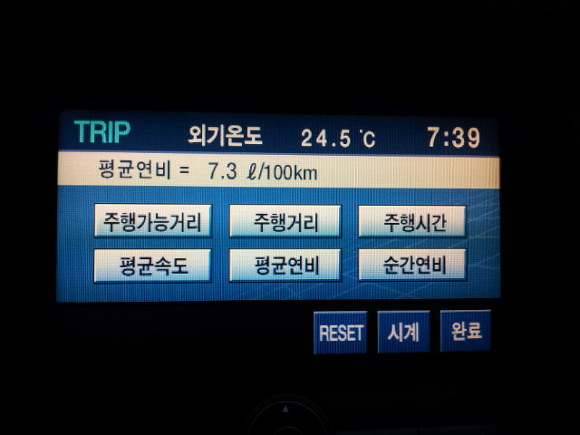 TRIP 외기온도 24.5 ℃ 7:39
평균연비 = 7.3 ℓ/100km
주행가능거리 주행거리 주행시간
평균속도 평균연비 순간연비
RESET 시계 완료